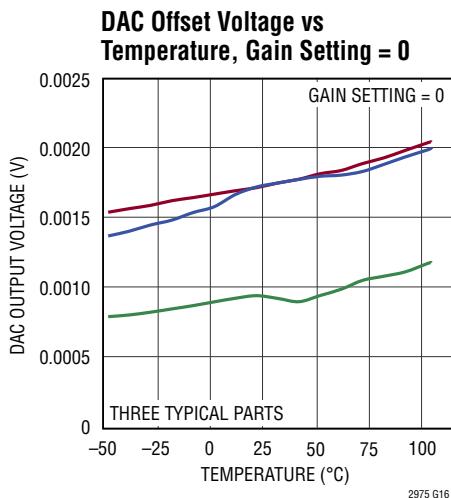 DAC Offset Voltage vs
Temperature, Gain Setting = 0
GAIN SETTING = 0
DAC OUTPUT VOLTAGE (V)
0.0025
0.0020
0.0015
0.0010
0.0005
0
THREE TYPICAL PARTS
–50 –25 0 25 50 75 100
TEMPERATURE (°C)
2975 G16